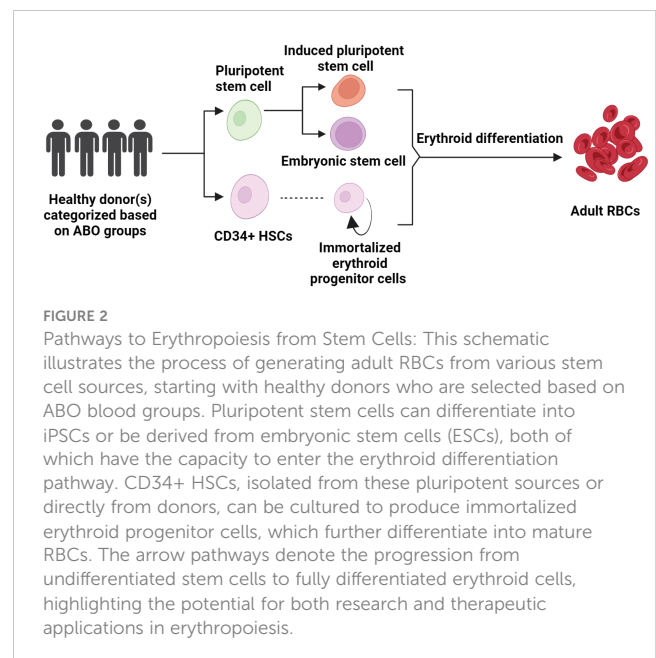 Induced pluripotent
stem cell
Pluripotent
stem cell
Embryonic stem cell
Erythroid differentiation
Healthy donor(s)
categorized based
on ABO groups
CD34+ HSCs
Immortalized
erythroid
progenitor cells
Adult RBCs
FIGURE 2
Pathways to Erythropoiesis from Stem Cells: This schematic
illustrates the process of generating adult RBCs from various stem
cell sources, starting with healthy donors who are selected based on
ABO blood groups. Pluripotent stem cells can differentiate into
iPSCs or be derived from embryonic stem cells (ESCs), both of
which have the capacity to enter the erythroid differentiation
pathway. CD34+ HSCs, isolated from these pluripotent sources or
directly from donors, can be cultured to produce immortalized
erythroid progenitor cells, which further differentiate into mature
RBCs. The arrow pathways denote the progression from
undifferentiated stem cells to fully differentiated erythroid cells,
highlighting the potential for both research and therapeutic
applications in erythropoiesis.